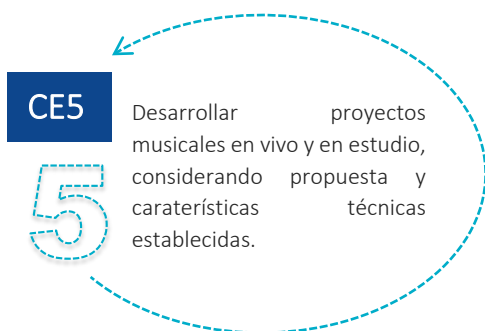 CE5
5
Desarrollar proyectos
musicales en vivo y en estudio,
considerando propuesta y
caraterísticas técnicas
establecidas.